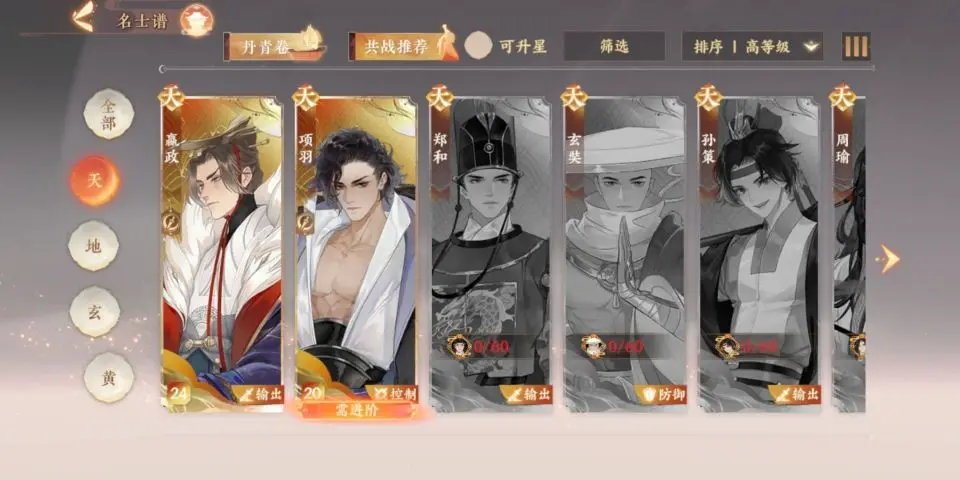 名士谱
丹青卷
共战推荐
可升星
筛选
排序 | 高等级
全部
天
地
玄
黄
天
嬴政
24
输出
天
项羽
20
控制
需进阶
天
郑和
0/80
输出
天
玄奘
0/60
防御
天
孙策
输出
天
周瑜